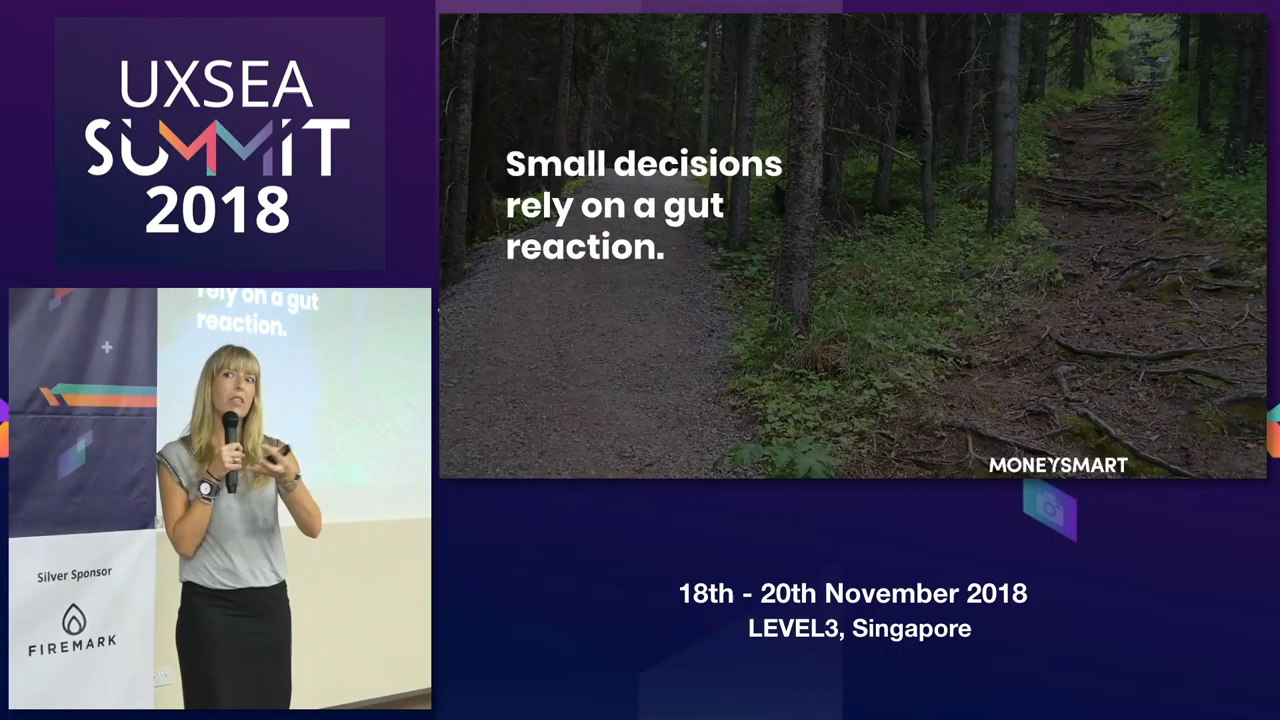 UXSEA
SUMMIT
2018
Small decisions
rely on a gut
reaction.
MONEYSMART
rely on a gut
reaction.
Silver Sponsor
FIREMARK
18th - 20th November 2018
LEVEL3, Singapore